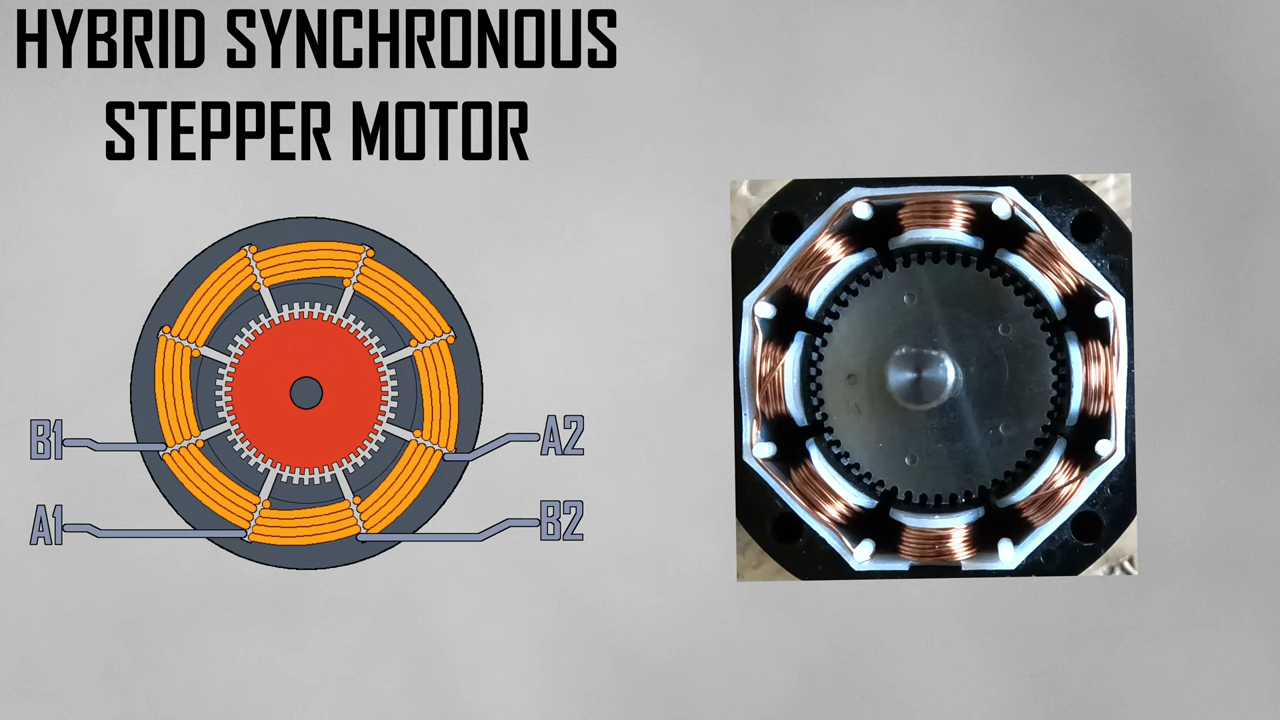 HYBRID SYNCHRONOUS
STEPPER MOTOR
B1
A2
A1
B2